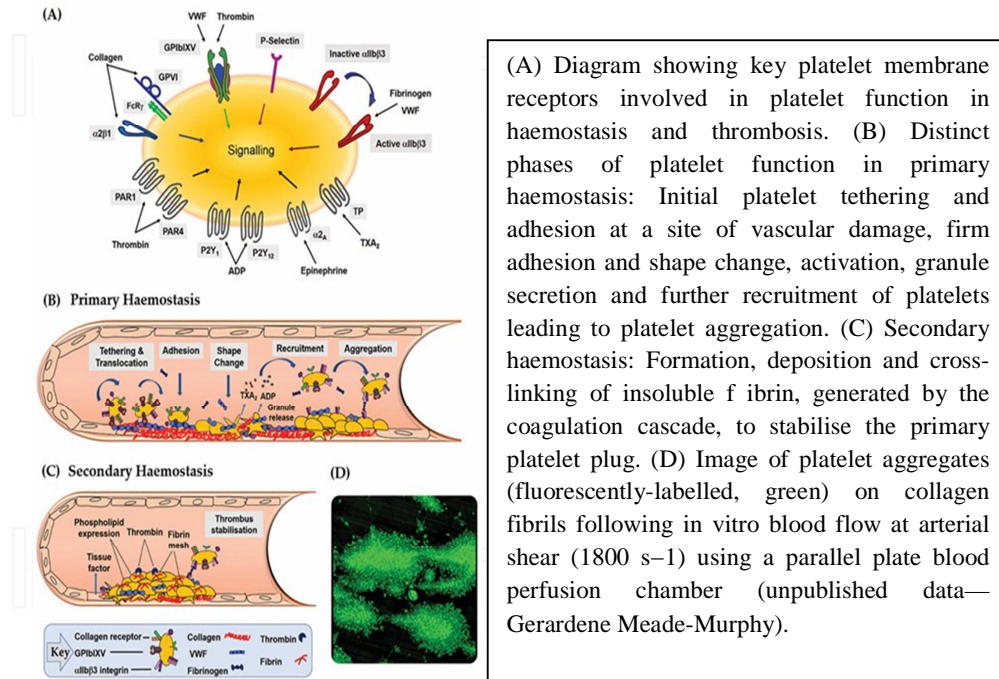 (A)
VWF Thrombin
GPIbIXV
P-Selectin
Inactive αIIbβ3
Collagen
GPVI
FcRγ
α2β1
Fibrinogen
VWF
Active αIIbβ3
Signalling
PAR1
PAR4
Thrombin
P2Y1
P2Y12
ADP
α2A
Epinephrine
TP
TXA2
(B) Primary Haemostasis
Tethering &
Translocation
Adhesion
Shape
Change
Recruitment
Aggregation
TXA2 ADP
Granule
release
(C) Secondary Haemostasis
Phospholipid
expression
Thrombin
Fibrin
mesh
Thrombus
stabilisation
Tissue
factor
(D)
Key
Collagen receptor
GPIbIXV
αIIbβ3 integrin
Collagen
VWF
Fibrinogen
Thrombin
Fibrin
(A) Diagram showing key platelet membrane
receptors involved in platelet function in
haemostasis and thrombosis. (B) Distinct
phases of platelet function in primary
haemostasis: Initial platelet tethering and
adhesion at a site of vascular damage, firm
adhesion and shape change, activation, granule
secretion and further recruitment of platelets
leading to platelet aggregation. (C) Secondary
haemostasis: Formation, deposition and cross-
linking of insoluble f ibrin, generated by the
coagulation cascade, to stabilise the primary
platelet plug. (D) Image of platelet aggregates
(fluorescently-labelled, green) on collagen
fibrils following in vitro blood flow at arterial
shear (1800 s–1) using a parallel plate blood
perfusion chamber (unpublished data—
Gerardene Meade-Murphy).